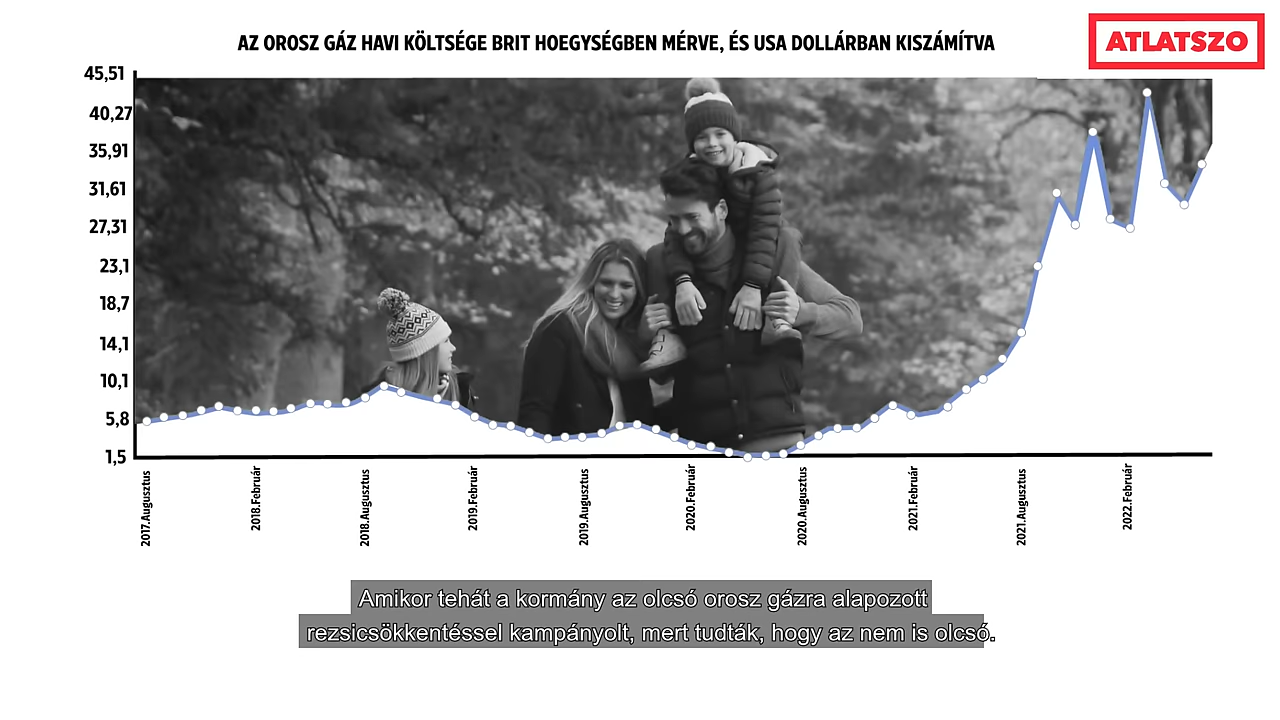 AZ OROSZ GÁZ HAVI KÖLTSÉGE BRIT HOEGYSÉGBEN MÉRVE, ÉS USA DOLLÁRBAN KISZÁMÍTVA
ATLATSZO
45,51
40,27
35,91
31,61
27,31
23,1
18,7
14,1
10,1
5,8
1,5
2017.Augusztus
2018.Február
2018.Augusztus
2019.Február
2019.Augusztus
2020.Február
2020.Augusztus
2021.Február
2021.Augusztus
2022.Február
Amikor tehát a kormány az olcsó orosz gázra alapozott
rezsicsökkentéssel kampányolt, mert tudták, hogy az nem is olcsó.